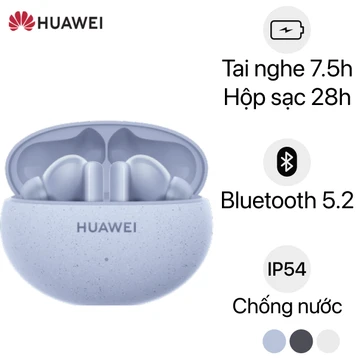 HUAWEI
Tai nghe 7.5h
Hộp sạc 28h
HUAWEI
Bluetooth 5.2
IP54
Chống nước